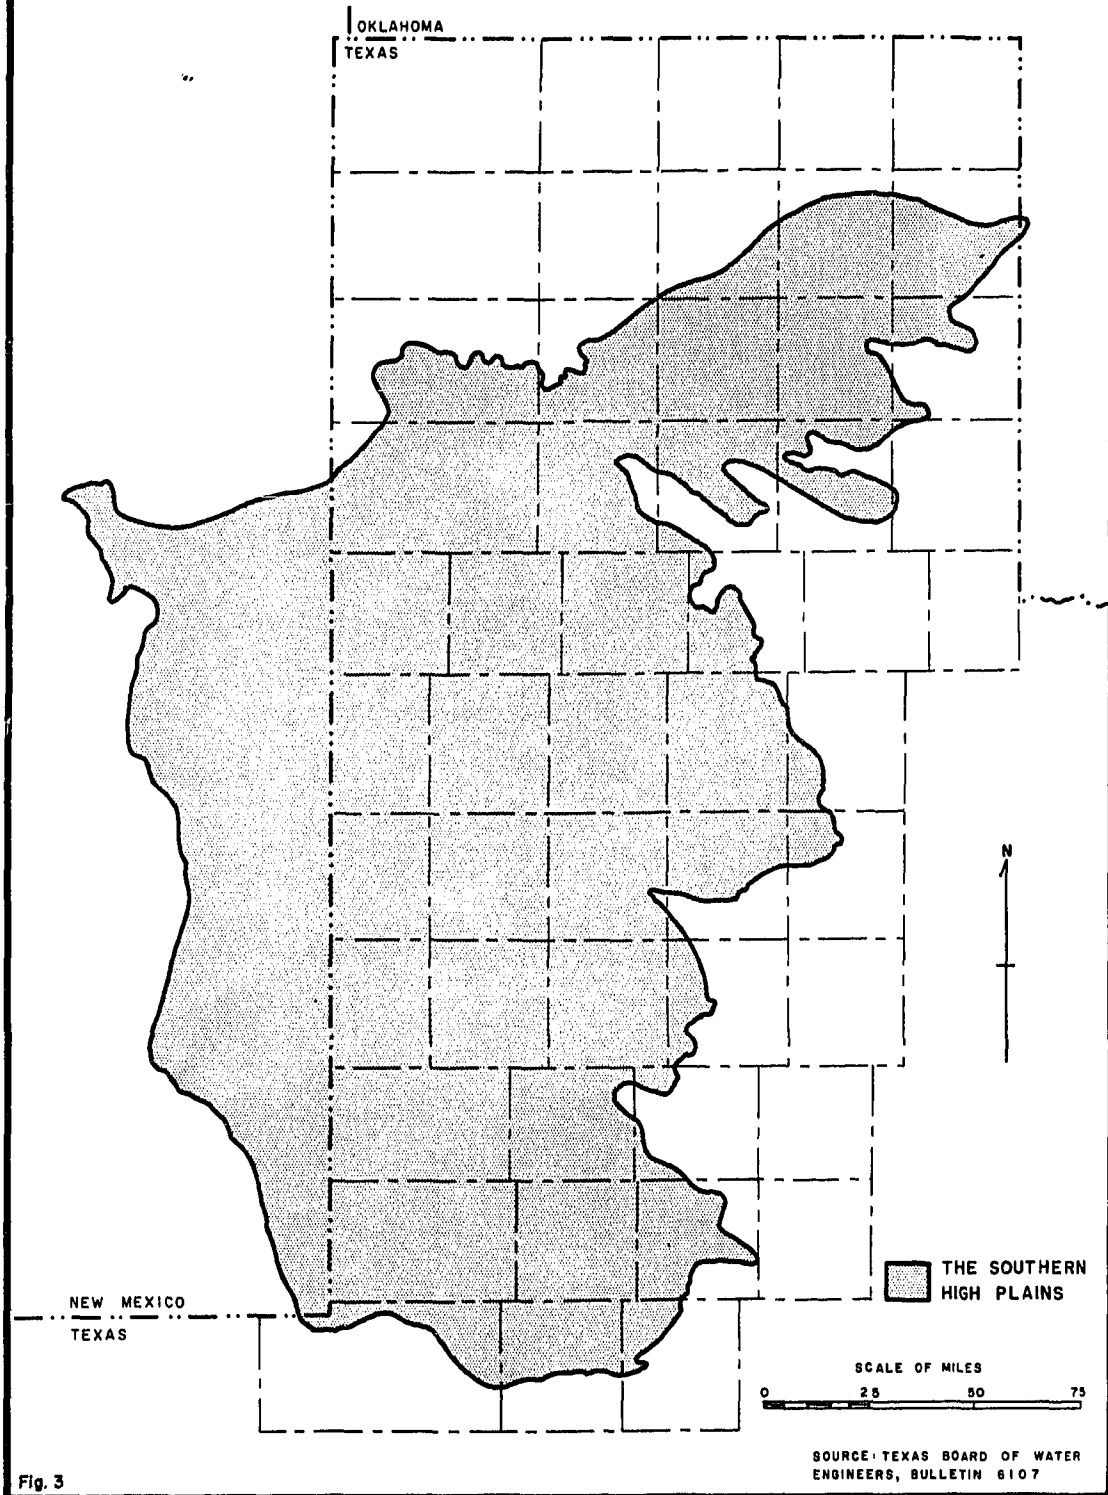 OKLAHOMA
TEXAS
N
THE SOUTHERN
HIGH PLAINS
NEW MEXICO
TEXAS
SCALE OF MILES
0 25 50 75
SOURCE: TEXAS BOARD OF WATER
ENGINEERS, BULLETIN 6107
Fig. 3